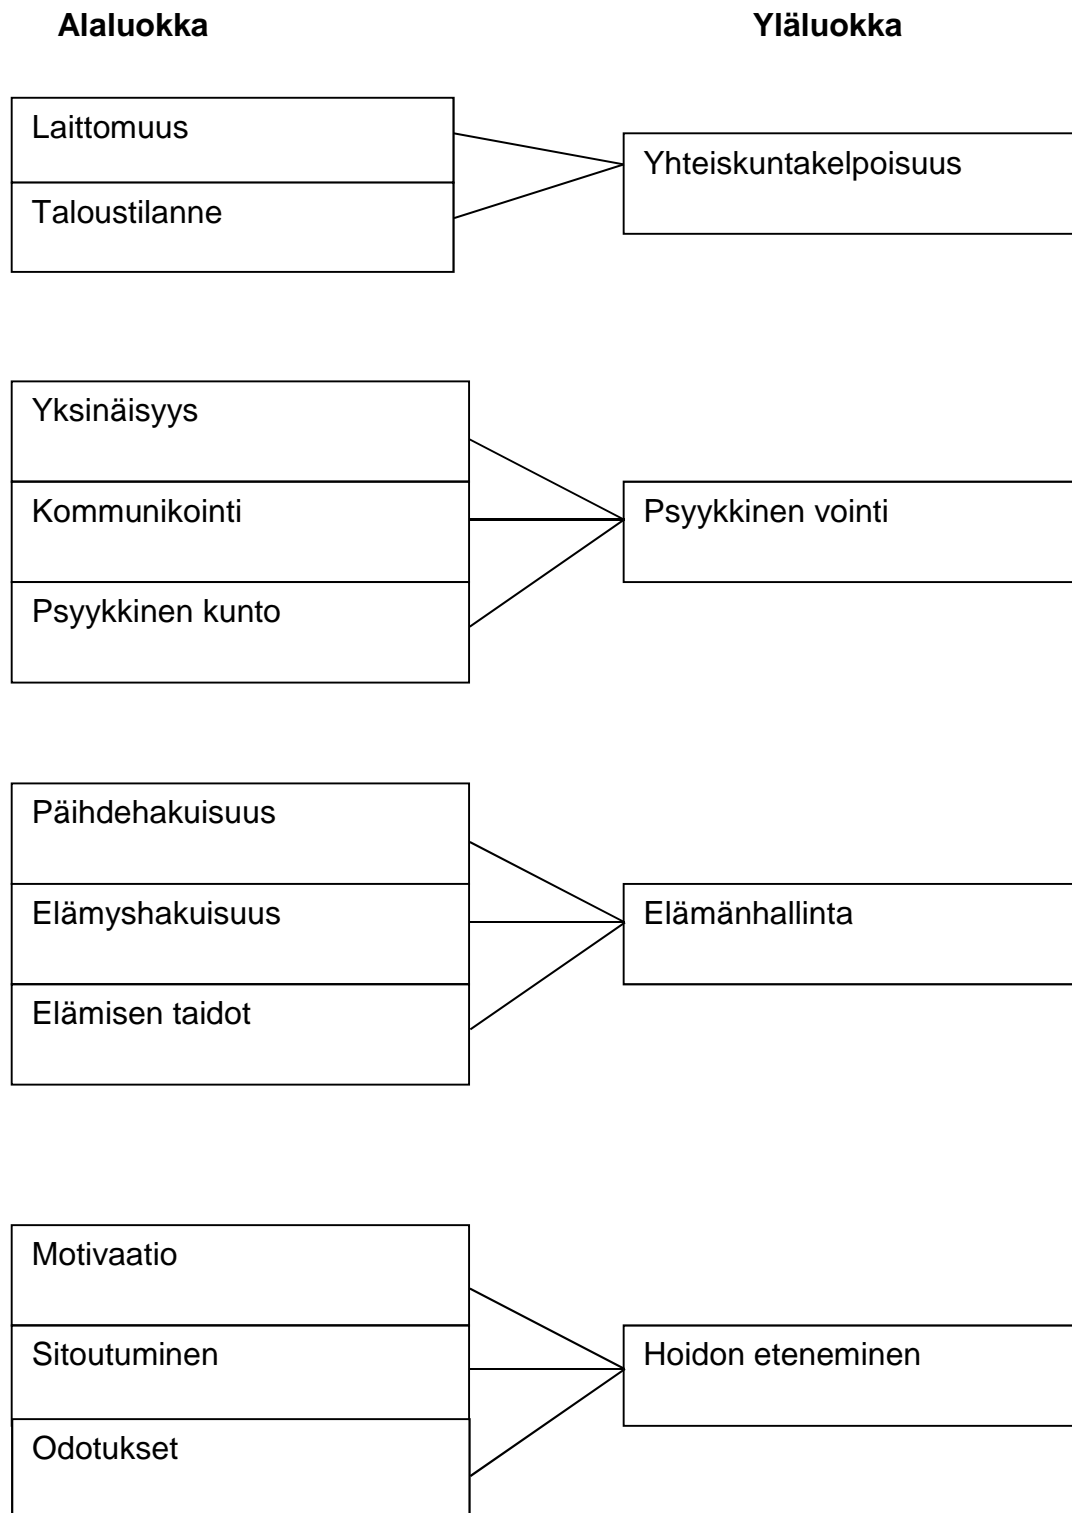 Alaluokka Yläluokka
Laittomuus
Yhteiskuntakelpoisuus
Taloustilanne
Yksinäisyys
Kommunikointi Psyykkinen vointi
Psyykkinen kunto
Päihdehakuisuus
Elämyshakuisuus Elämänhallinta
Elämisen taidot
Motivaatio
Sitoutuminen Hoidon eteneminen
Odotukset